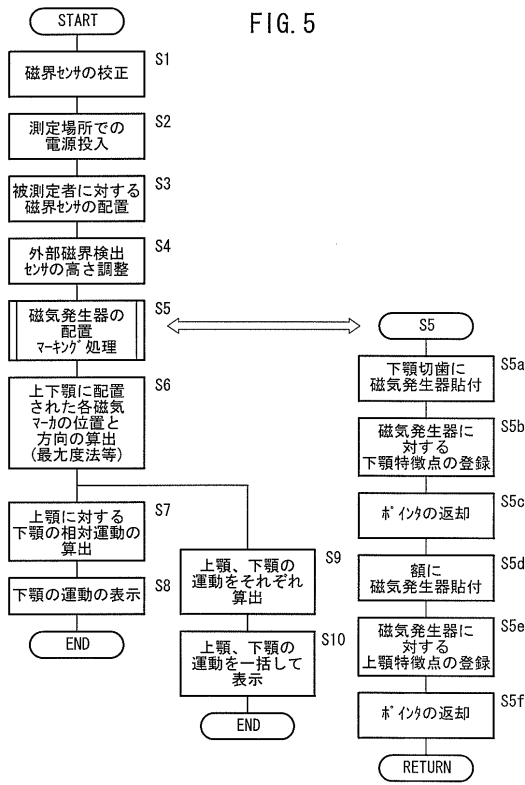 FIG. 5
START
S1
磁界ｾﾝｻの校正
S2
測定場所での
電源投入
S3
被測定者に対する
磁界ｾﾝｻの配置
S4
外部磁界検出
ｾﾝｻの高さ調整
S5
磁気発生器の
配置
ﾏｰｷﾝｸﾞ処理
S6
上下顎に配置
された各磁気
ﾏｰｶの位置と
方向の算出
(最尤度法等)
S7
上顎に対する
下顎の相対運動の
算出
S8
下顎の運動の表示
END
S9
上顎、下顎の
運動をそれぞれ
算出
S10
上顎、下顎の
運動を一括して
表示
END
S5
S5a
下顎切歯に
磁気発生器貼付
S5b
磁気発生器に
対する
下顎特徴点の登録
S5c
ﾎﾟｲﾝﾀの返却
S5d
額に
磁気発生器貼付
S5e
磁気発生器に
対する
上顎特徴点の登録
S5f
ﾎﾟｲﾝﾀの返却
RETURN